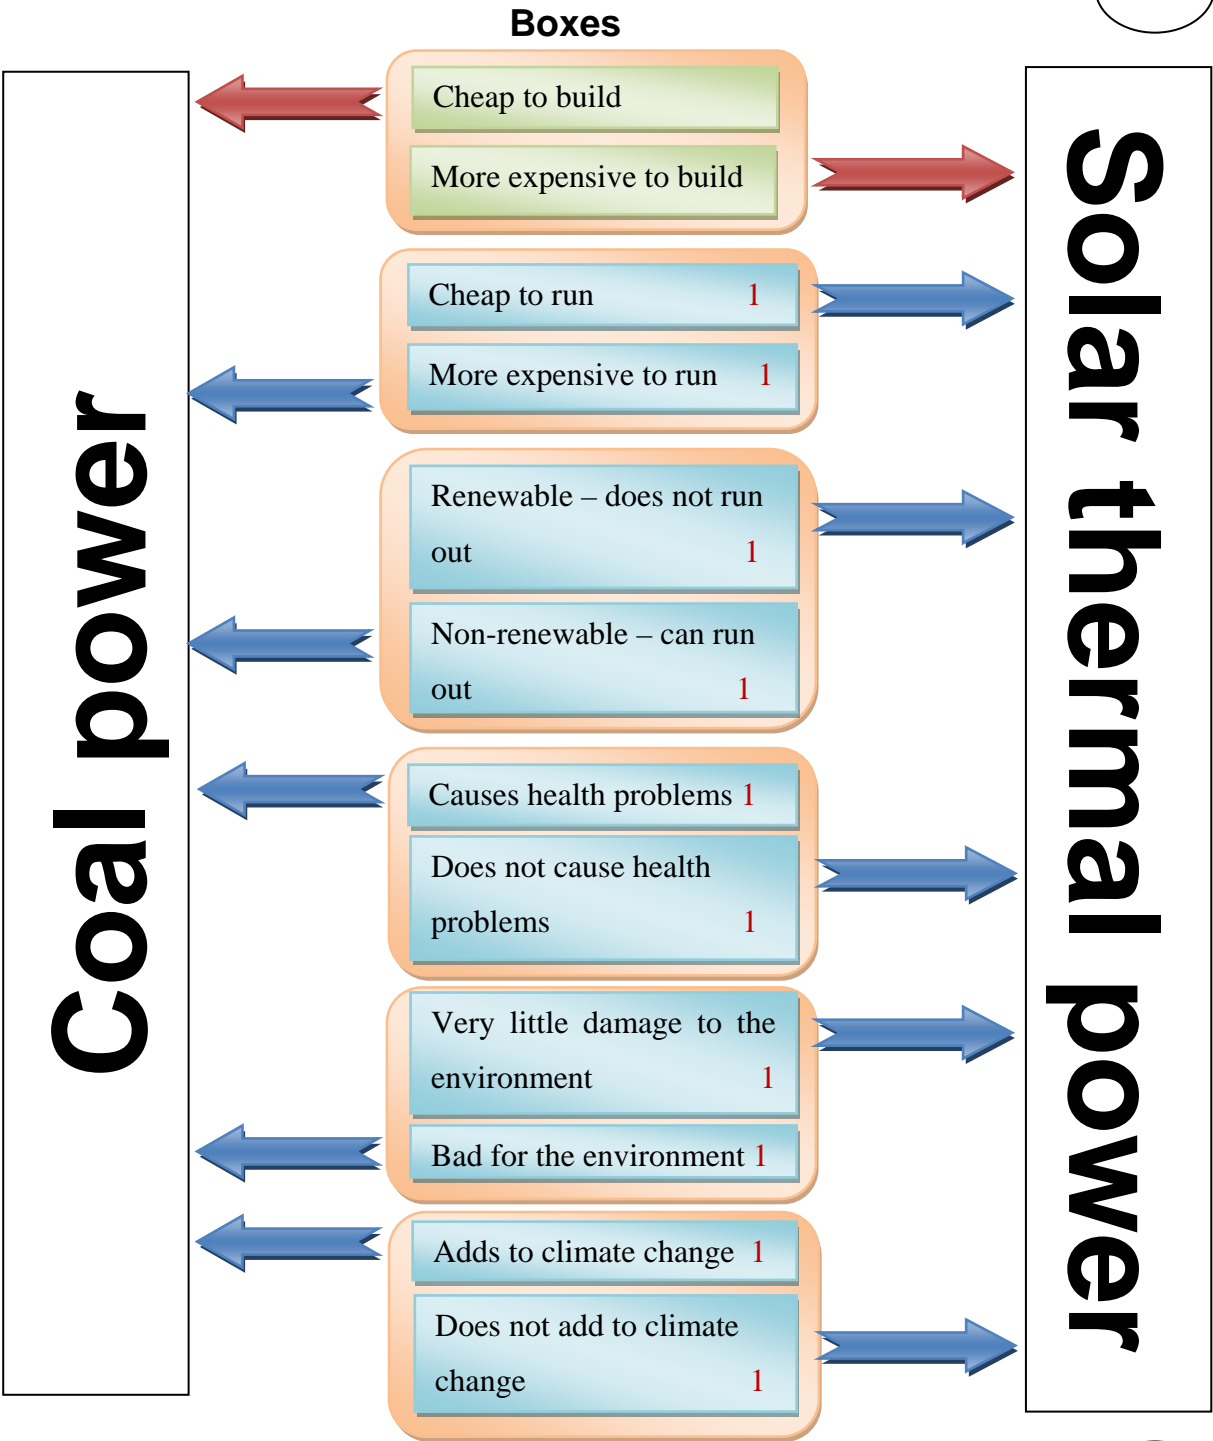 Boxes
Coal power
Cheap to build
More expensive to build
Cheap to run 1
More expensive to run 1
Renewable – does not run
out 1
Non-renewable – can run
out 1
Causes health problems 1
Does not cause health
problems 1
Very little damage to the
environment 1
Bad for the environment 1
Adds to climate change 1
Does not add to climate
change 1
Solar thermal power